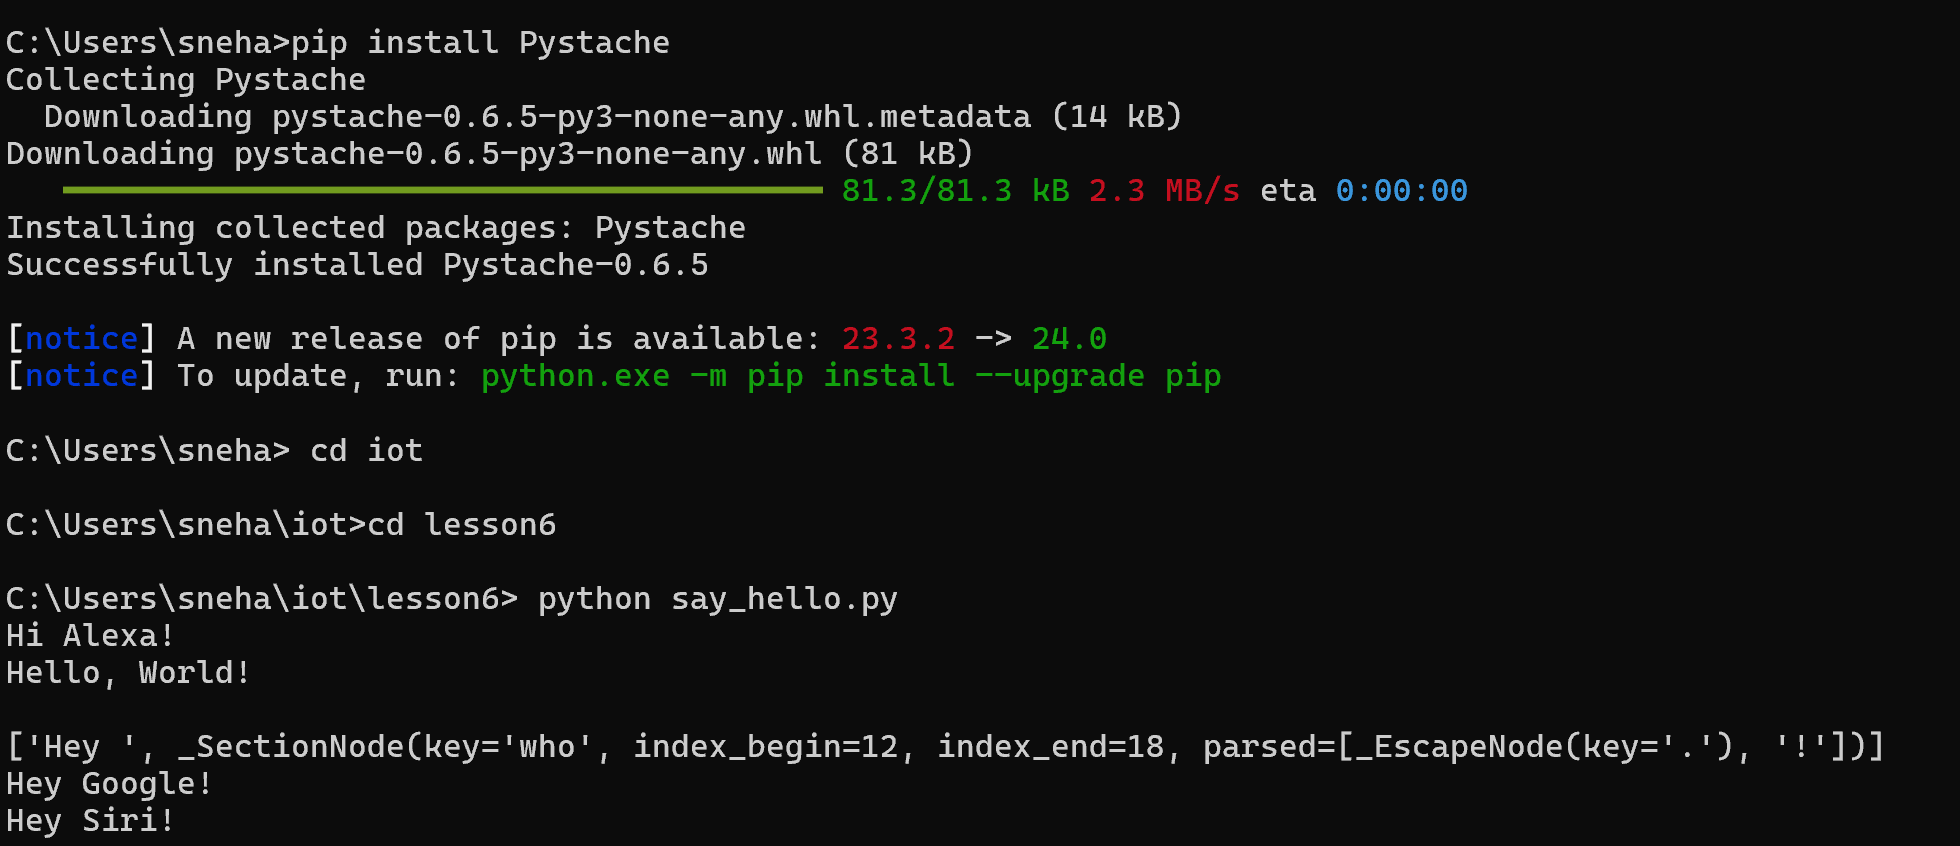 C:\Users\sneha>pip install Pystache
Collecting Pystache
  Downloading pystache-0.6.5-py3-none-any.whl.metadata (14 kB)
Downloading pystache-0.6.5-py3-none-any.whl (81 kB)
81.3/81.3 kB 2.3 MB/s eta 0:00:00
Installing collected packages: Pystache
Successfully installed Pystache-0.6.5
[notice] A new release of pip is available: 23.3.2 -> 24.0
[notice] To update, run: python.exe -m pip install --upgrade pip
C:\Users\sneha> cd iot
C:\Users\sneha\iot>cd lesson6
C:\Users\sneha\iot\lesson6> python say_hello.py
Hi Alexa!
Hello, World!
['Hey ', _SectionNode(key='who', index_begin=12, index_end=18, parsed=[_EscapeNode(key='.'), '!'])]
Hey Google!
Hey Siri!